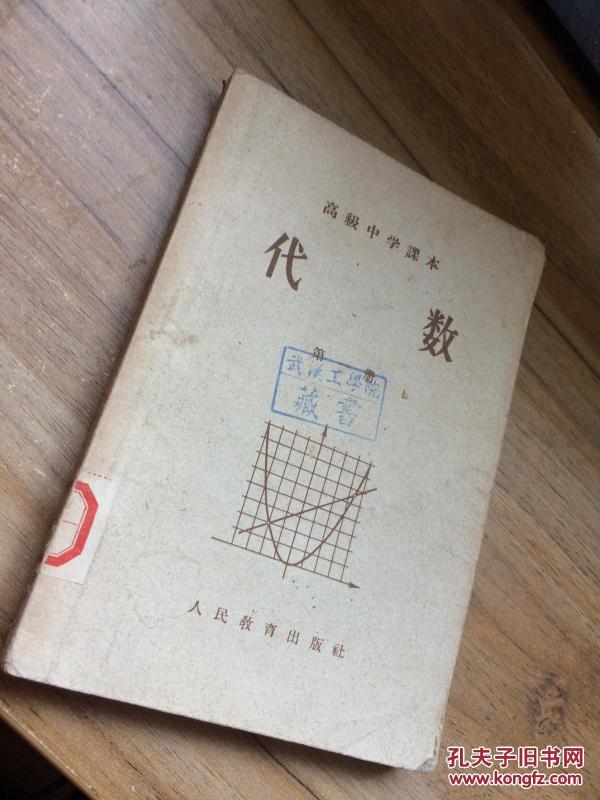 高級中学課本
代数
第 册
武漢工學院
藏書
人民教育出版社
孔夫子旧书网
www.kongfz.com